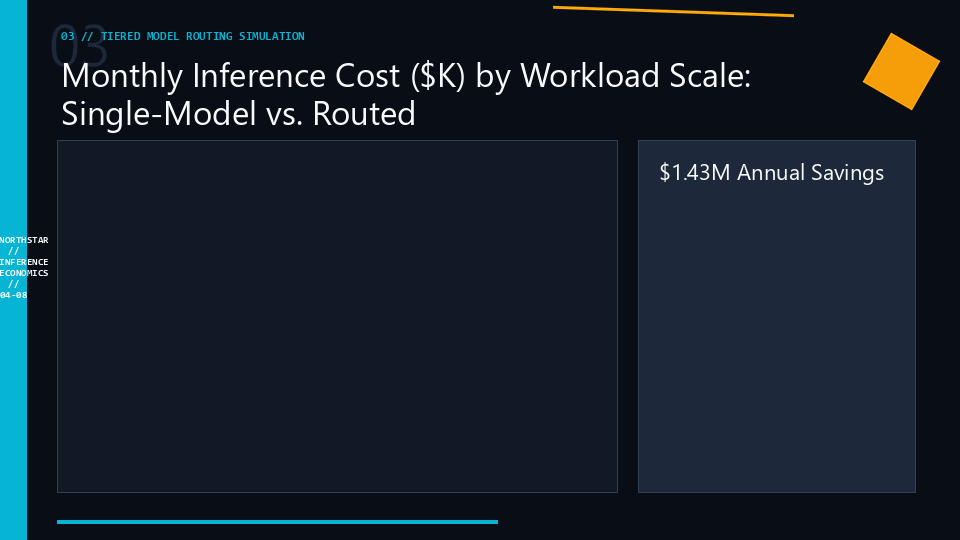 03
03 // TIERED MODEL ROUTING SIMULATION
Monthly Inference Cost ($K) by Workload Scale:
Single-Model vs. Routed
$1.43M Annual Savings
NORTHSTAR
//
INFERENCE
ECONOMICS
//
04-08